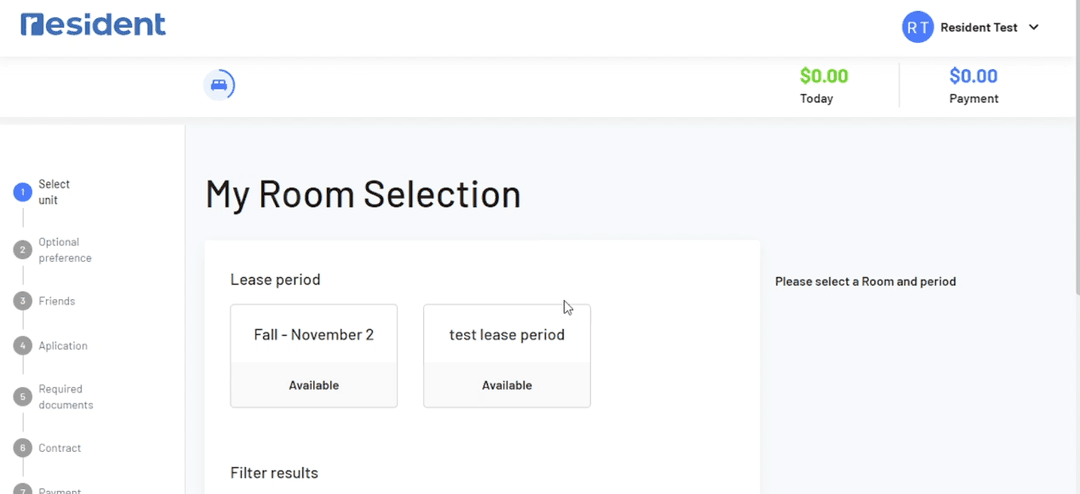 resident
RT
Resident Test
$0.00
Today
$0.00
Payment
1
Select
unit
2
Optional
preference
3
Friends
4
Aplication
5
Required
documents
6
Contract
7
Payment
My Room Selection
Lease period
Fall - November 2
Available
test lease period
Available
Please select a Room and period
Filter results